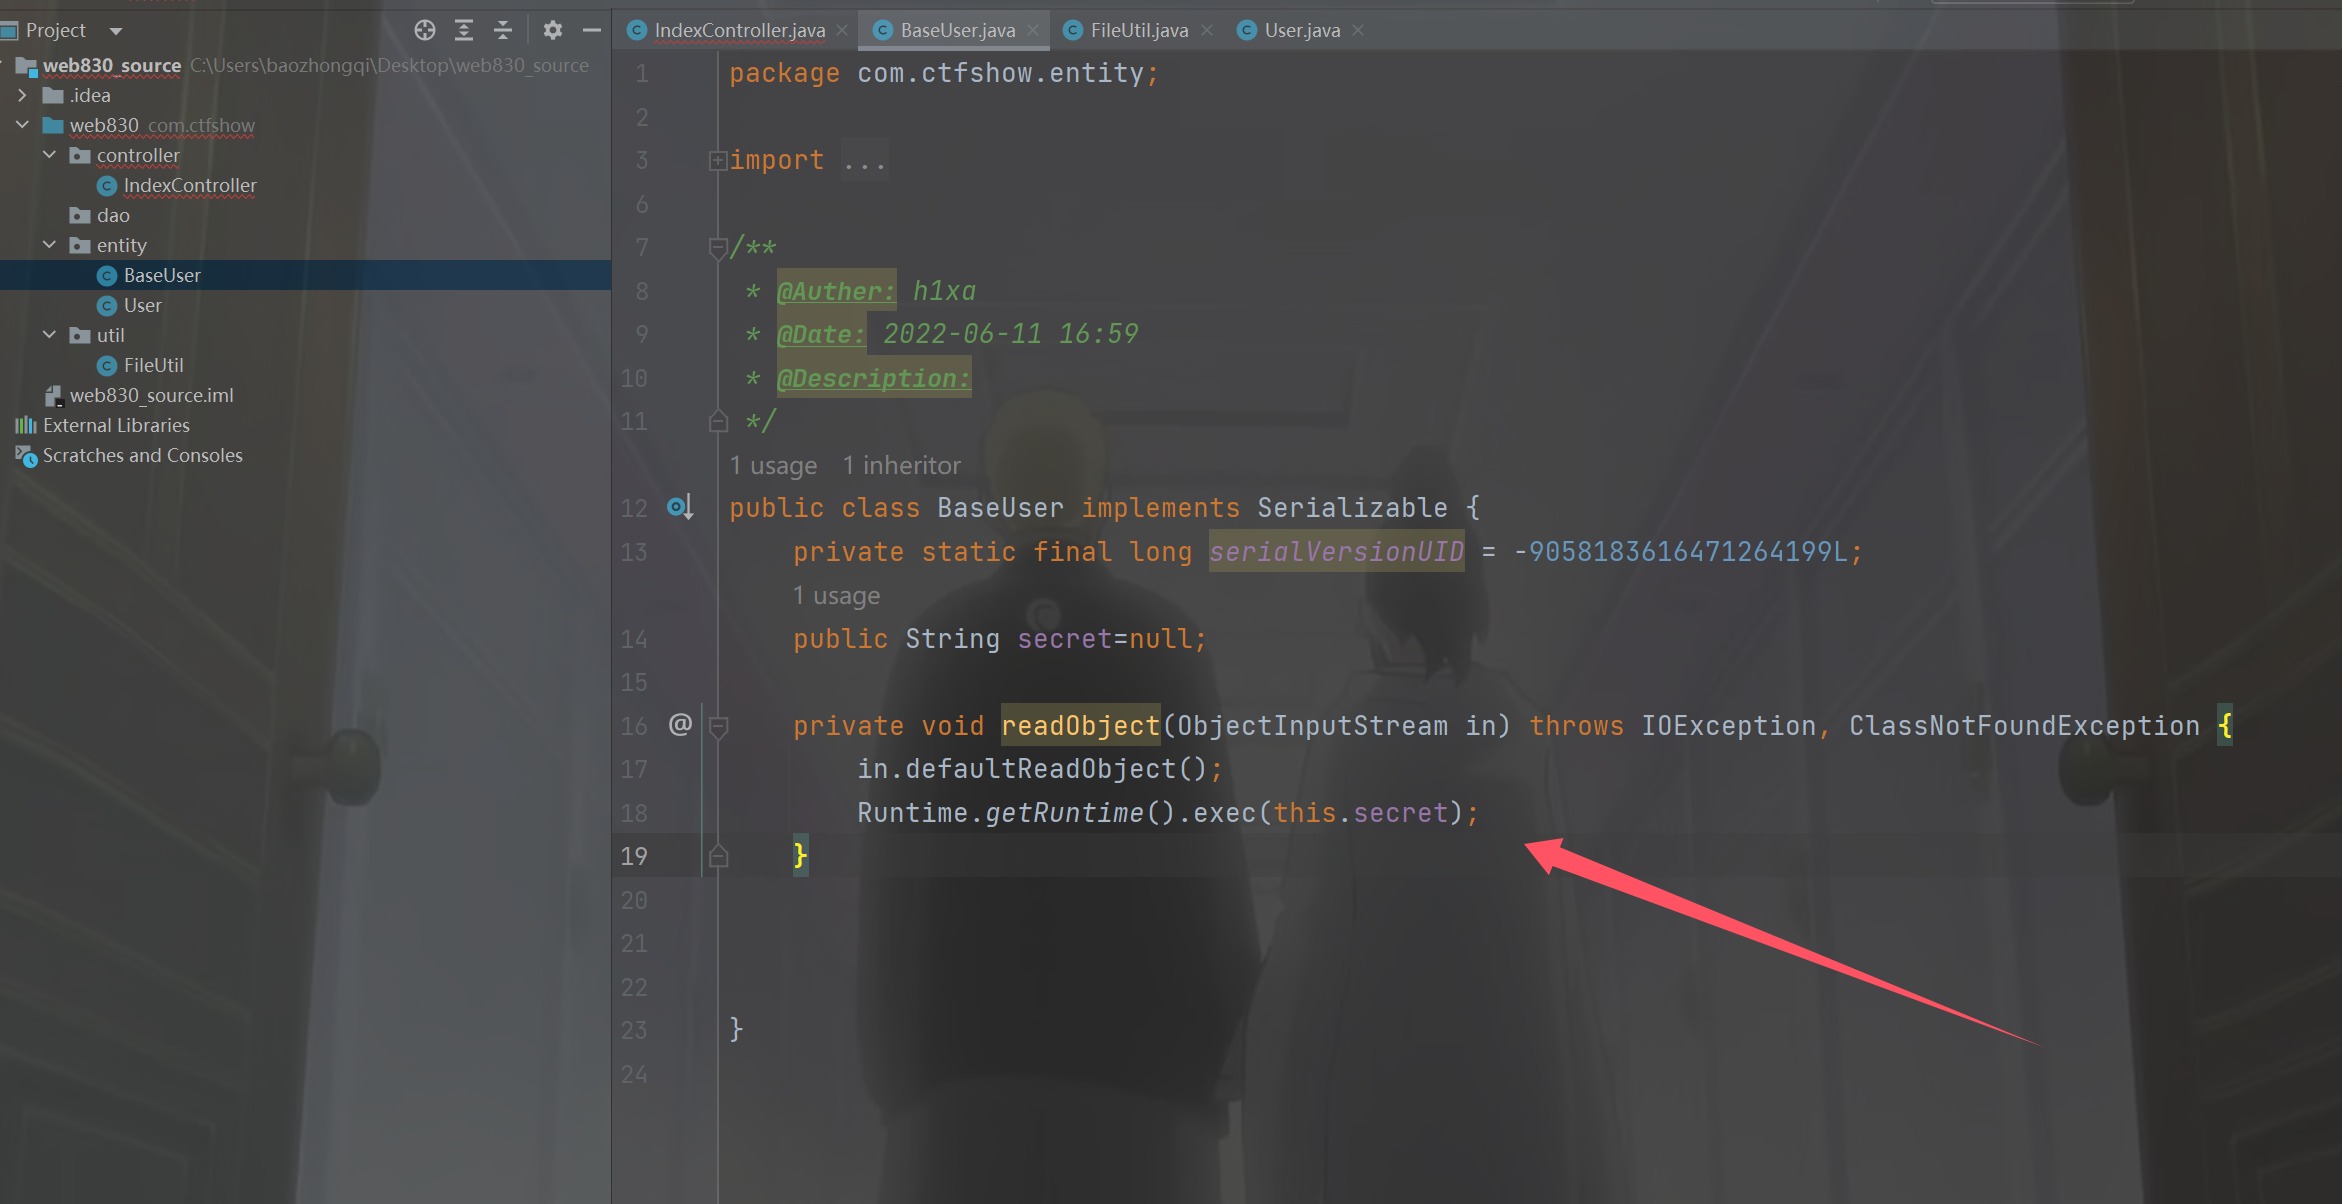 Project
web830_source C:\Users\baozhongqi\Desktop\web830_source
.idea
web830 com.ctfshow
controller
IndexController
dao
entity
BaseUser
User
util
FileUtil
web830_source.iml
External Libraries
Scratches and Consoles
IndexController.java BaseUser.java FileUtil.java User.java
1 package com.ctfshow.entity;
2
3 import ...
6
7 /**
8 * @Auther: h1xa
9 * @Date: 2022-06-11 16:59
10 * @Description:
11 */
1 usage 1 inheritor
12 public class BaseUser implements Serializable {
13 private static final long serialVersionUID = -9058183616471264199L;
1 usage
14 public String secret=null;
15
16 @ private void readObject(ObjectInputStream in) throws IOException, ClassNotFoundException {
17 in.defaultReadObject();
18 Runtime.getRuntime().exec(this.secret);
19 }
20
21
22
23 }
24